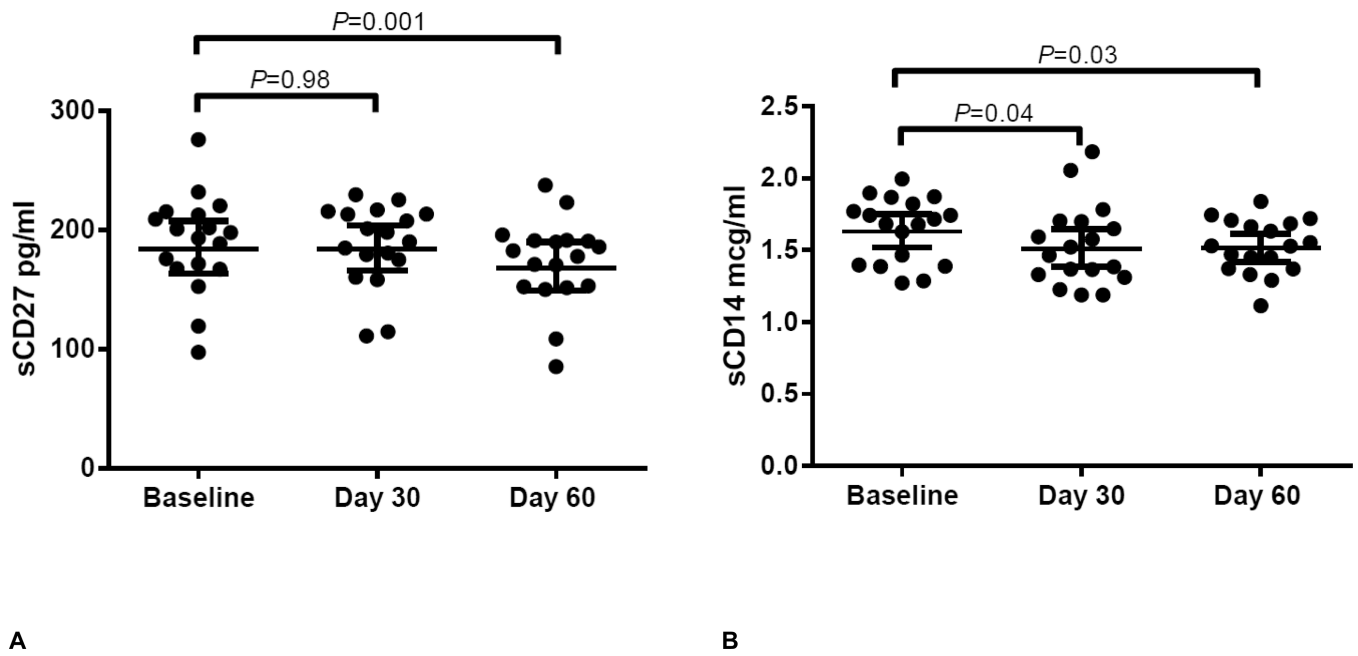 P=0.001
P=0.98
300
200
100
0
sCD27 pg/ml
Baseline Day 30 Day 60
A
P=0.03
P=0.04
2.5
2.0
1.5
1.0
0.5
0.0
sCD14 mcg/ml
Baseline Day 30 Day 60
B